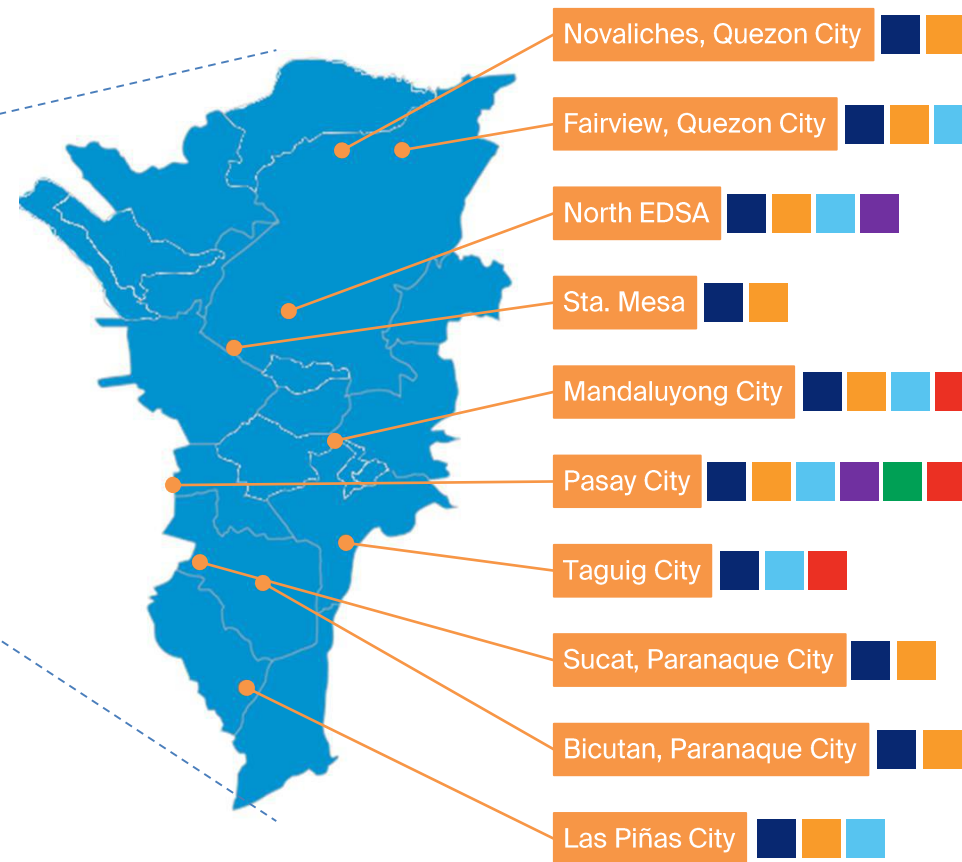 Novaliches, Quezon City
Fairview, Quezon City
North EDSA
Sta. Mesa
Mandaluyong City
Pasay City
Taguig City
Sucat, Paranaque City
Bicutan, Paranaque City
Las Piñas City